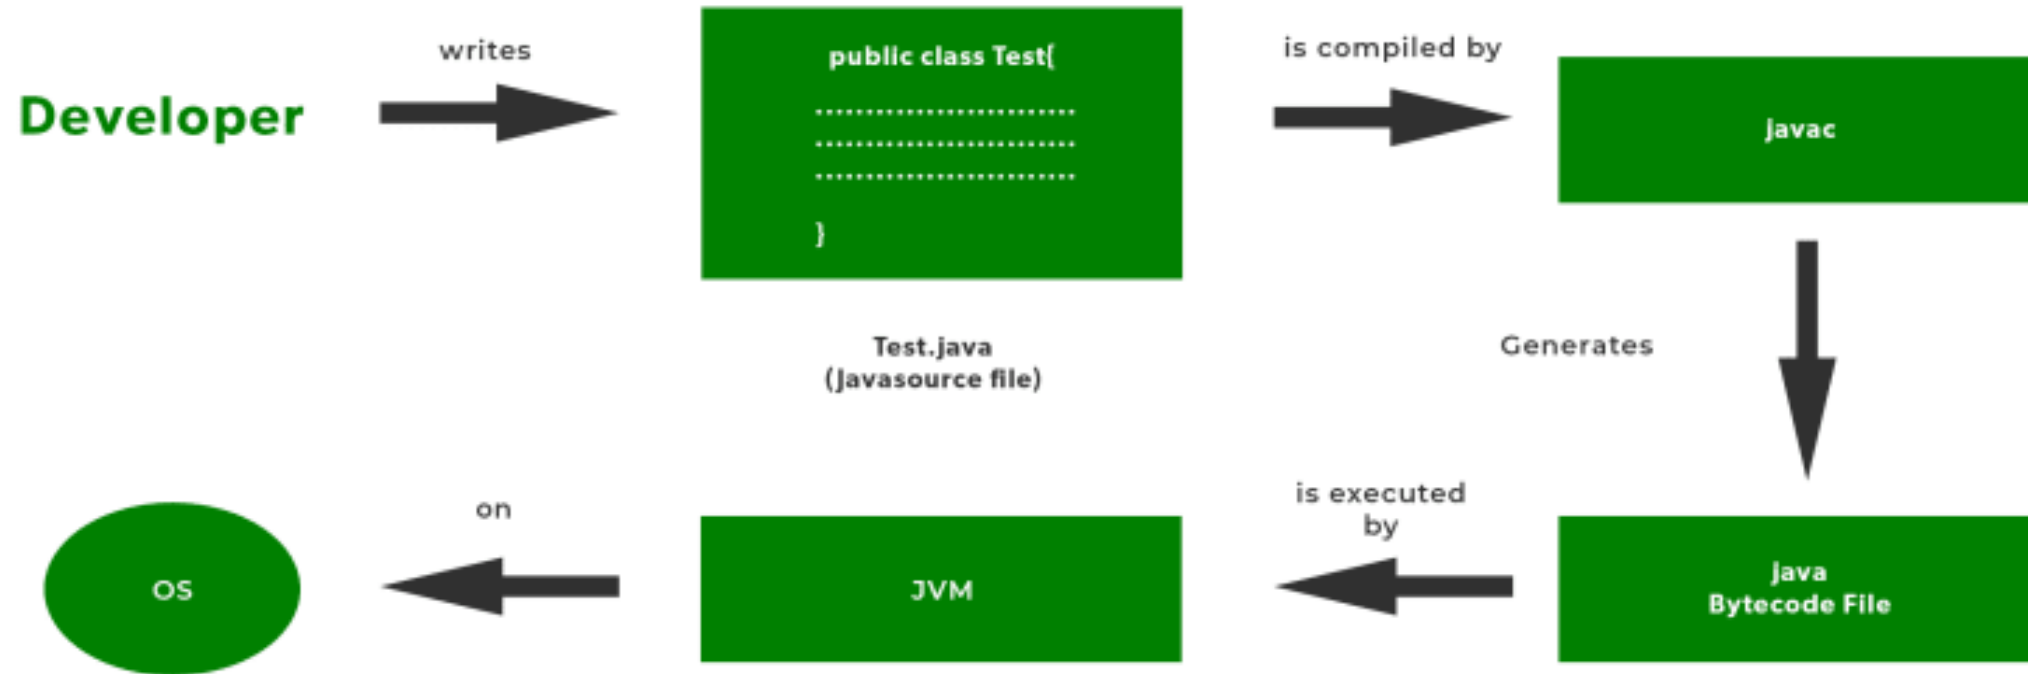 Developer
writes
public class Test{
..........................
..........................
..........................
}
Test.java
(Javasource file)
is compiled by
javac
Generates
java
Bytecode File
is executed
by
JVM
on
OS